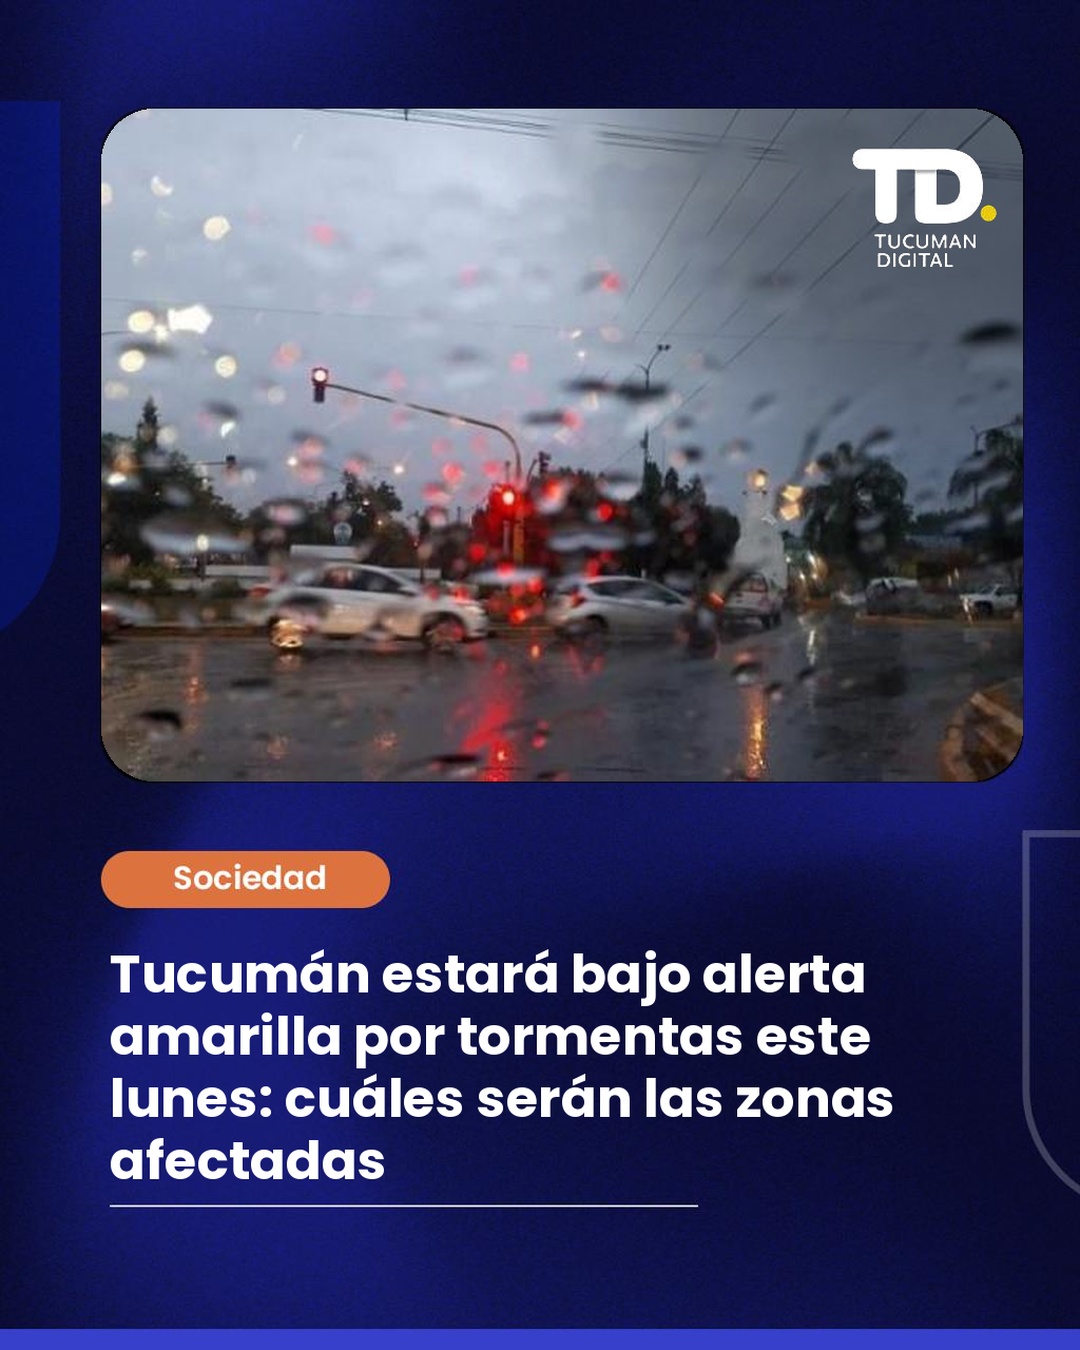 TD.
TUCUMAN
DIGITAL
Sociedad
Tucumán estará bajo alerta
amarilla por tormentas este
lunes: cuáles serán las zonas
afectadas